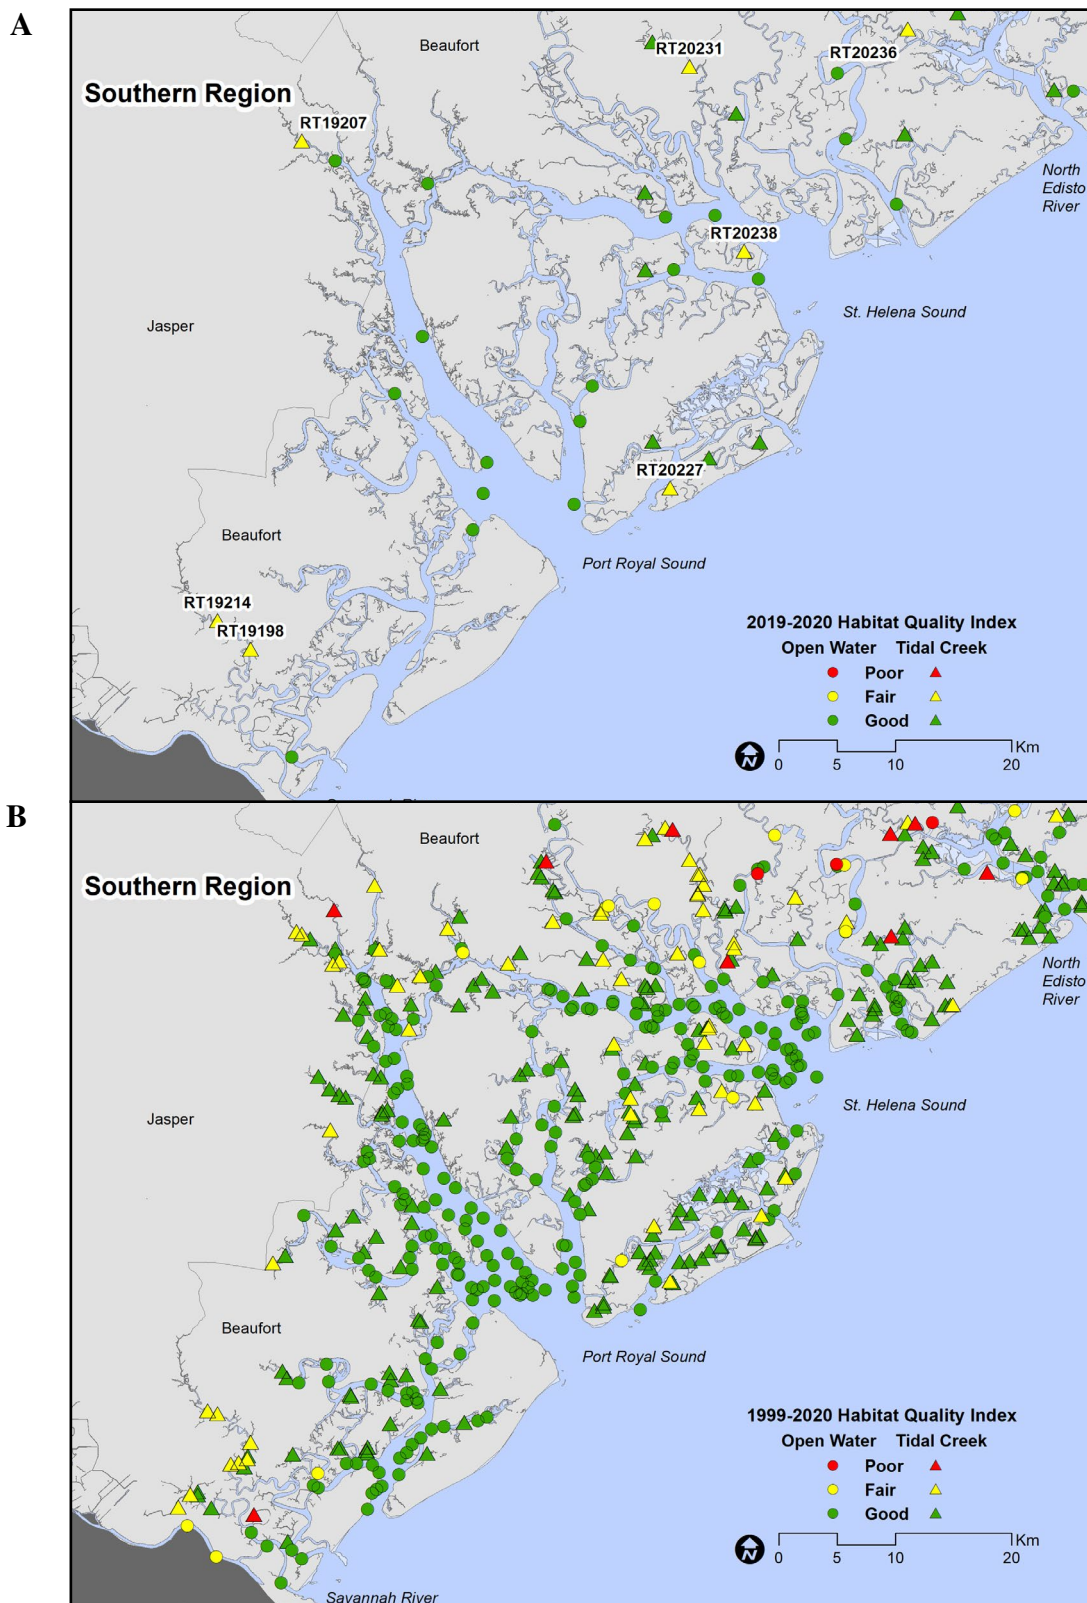 A
Beaufort
RT20231
RT20236
Southern Region
RT19207
North
Edisto
River
RT20238
St. Helena Sound
Jasper
RT20227
Beaufort
Port Royal Sound
RT19214
RT19198
2019-2020 Habitat Quality Index
Open Water Tidal Creek
Poor
Fair
Good
N
Km
0 5 10 20
B
Beaufort
Southern Region
North
Edisto
River
St. Helena Sound
Jasper
Beaufort
Port Royal Sound
1999-2020 Habitat Quality Index
Open Water Tidal Creek
Poor
Fair
Good
N
Km
0 5 10 20
Savannah River